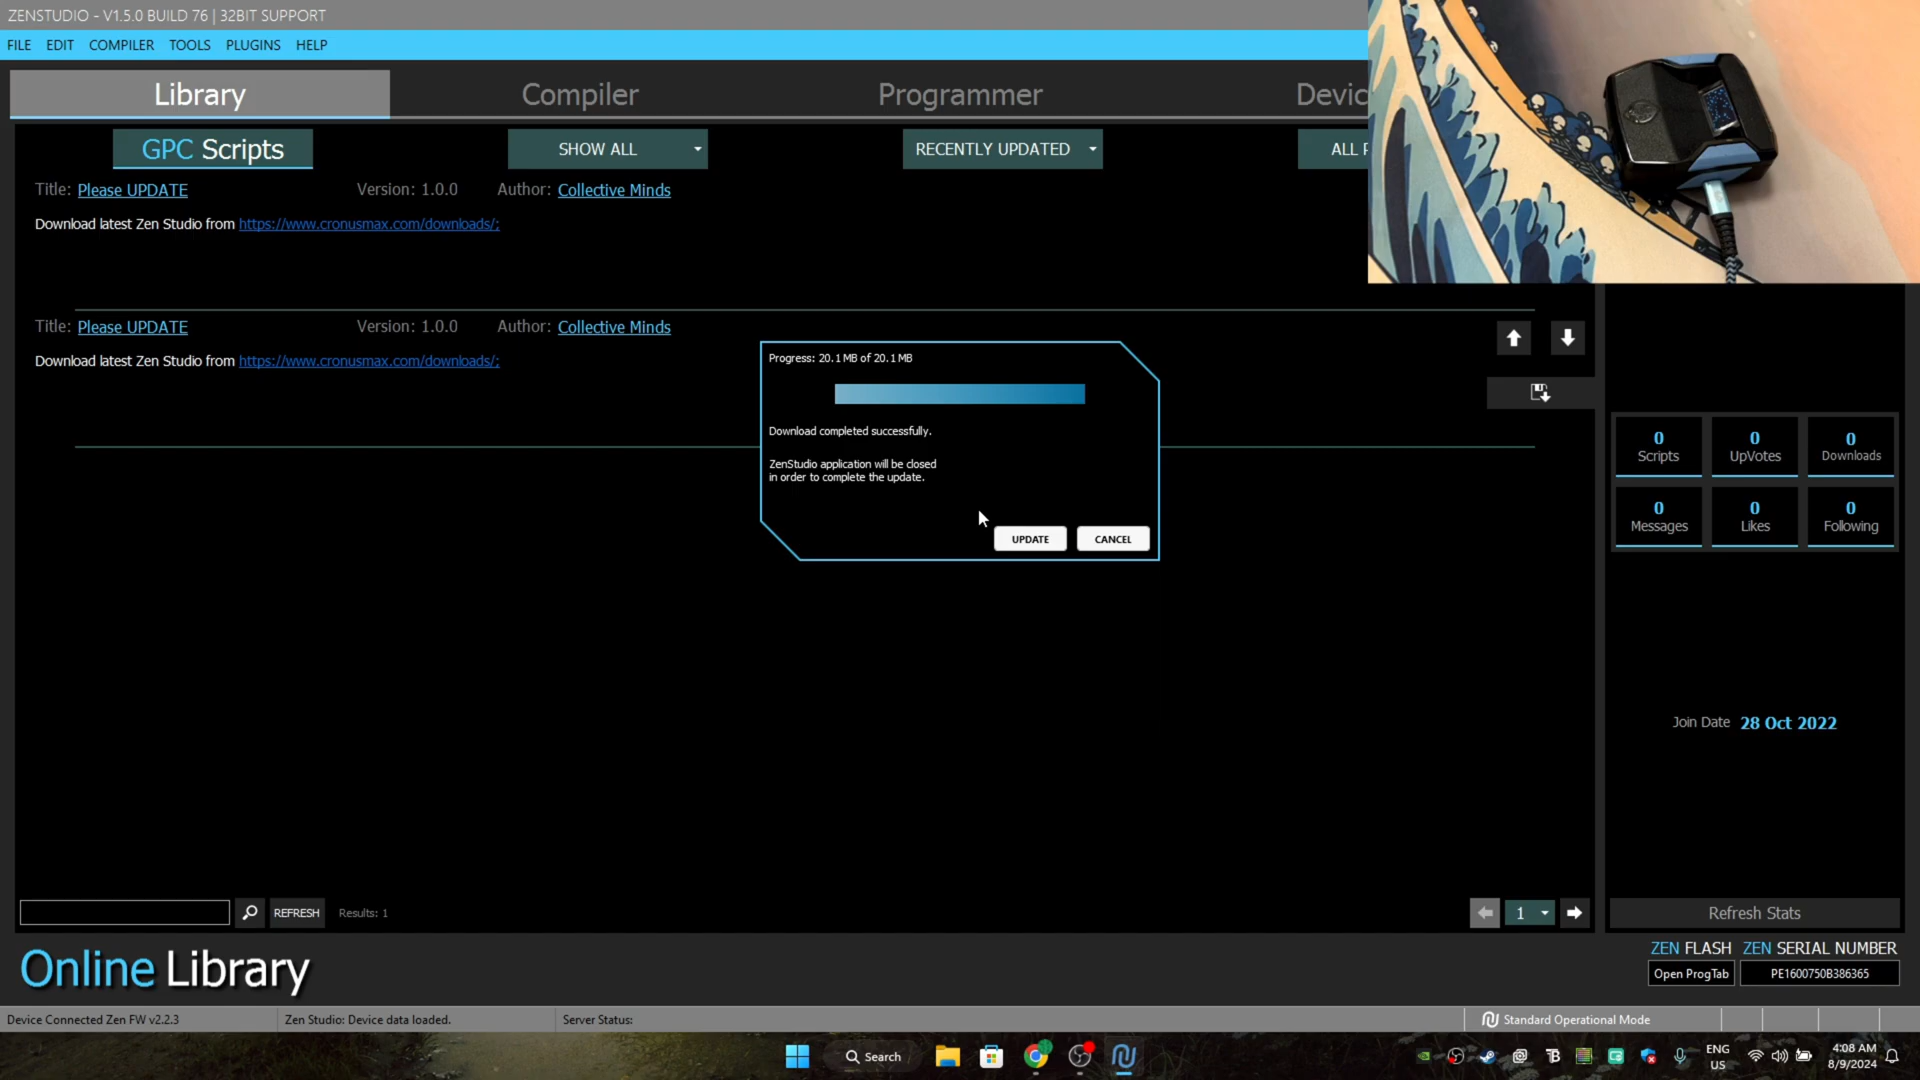 ZENSTUDIO - V1.5.0 BUILD 76 | 32BIT SUPPORT
FILE EDIT COMPILER TOOLS PLUGINS HELP
Library Compiler Programmer Devic
GPC Scripts SHOW ALL RECENTLY UPDATED ALL
Title: Please UPDATE Version: 1.0.0 Author: Collective Minds
Download latest Zen Studio from https://www.cronusmax.com/downloads/;
Title: Please UPDATE Version: 1.0.0 Author: Collective Minds
Download latest Zen Studio from https://www.cronusmax.com/downloads/;
Progress: 20.1 MB of 20.1 MB
Download completed successfully.
ZenStudio application will be closed
in order to complete the update.
UPDATE CANCEL
0 0 0
Scripts UpVotes Downloads
0 0 0
Messages Likes Following
Join Date 28 Oct 2022
REFRESH Results: 1 1 Refresh Stats
Online Library
ZEN FLASH ZEN SERIAL NUMBER
Open ProgTab PE1600750B386365
Device Connected Zen FW v2.2.3 Zen Studio: Device data loaded. Server Status: Standard Operational Mode
Search
ENG
US
4:08 AM
8/9/2024